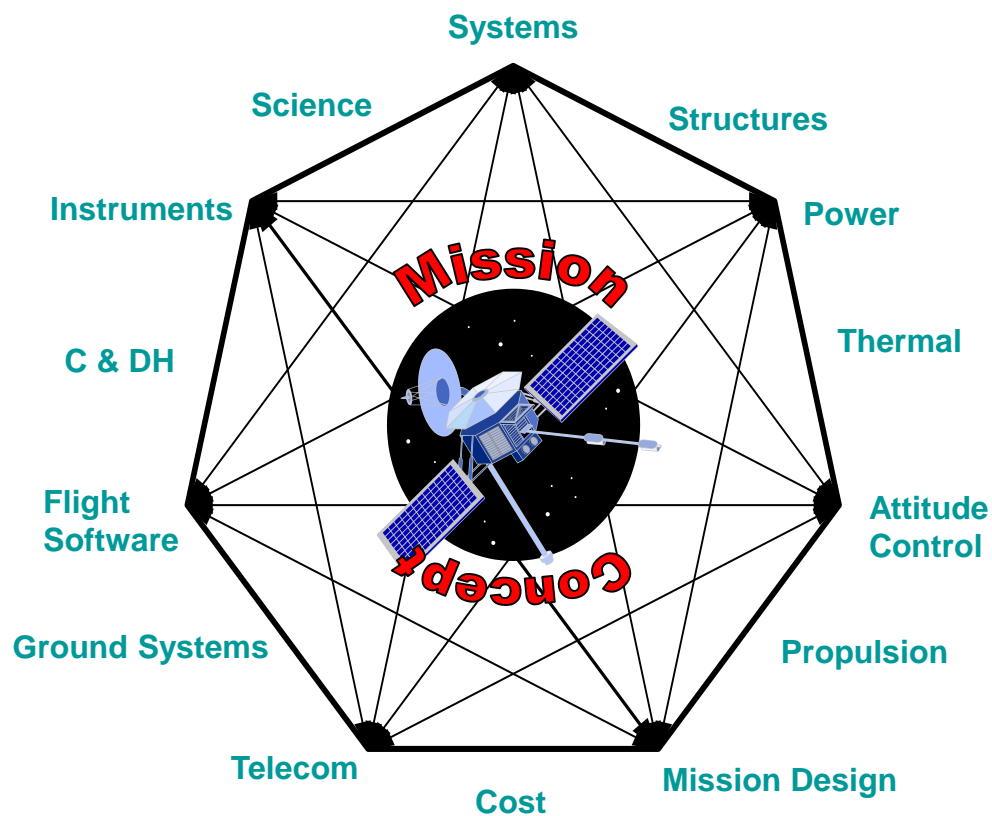 Systems
Science
Structures
Instruments
Power
Mission
Thermal
C & DH
Flight
Software
Attitude
Control
Concept
Ground Systems
Propulsion
Telecom
Mission Design
Cost